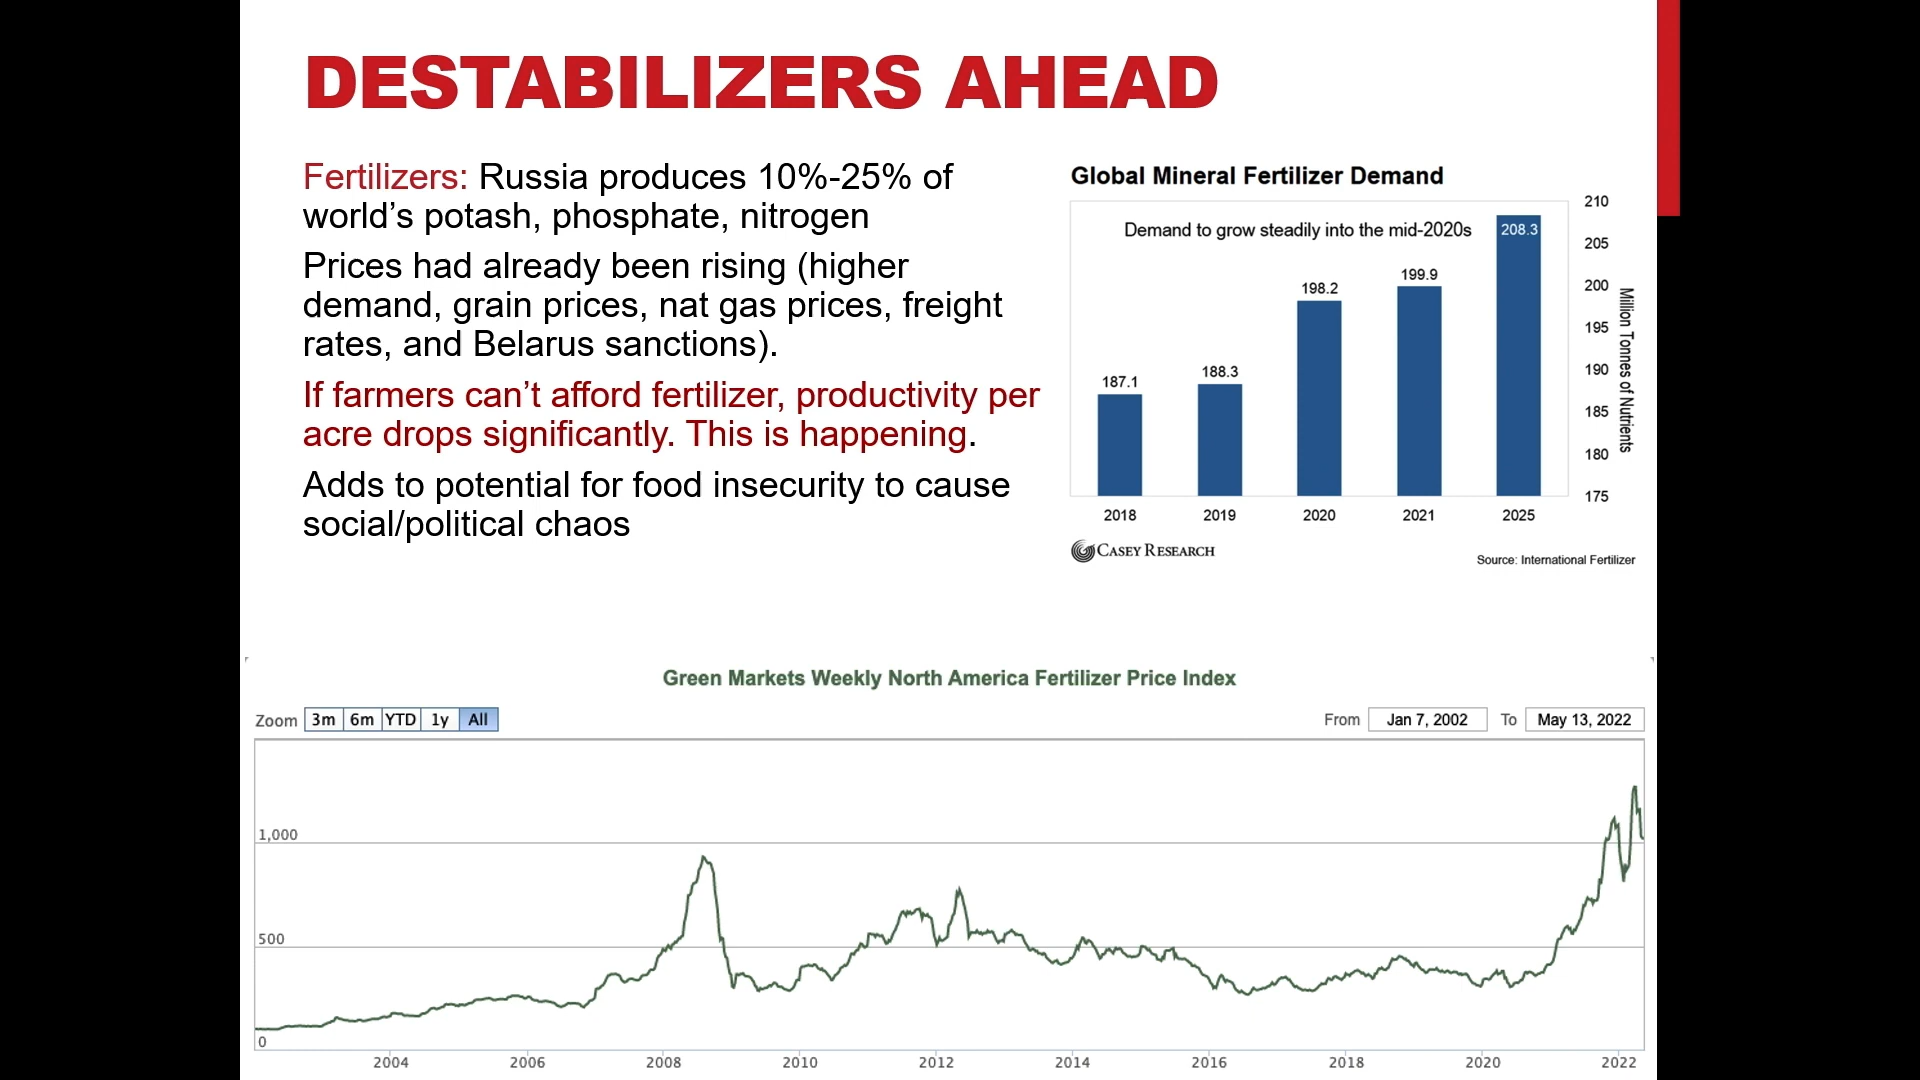 DESTABILIZERS AHEAD
Fertilizers: Russia produces 10%-25% of
world’s potash, phosphate, nitrogen
Prices had already been rising (higher
demand, grain prices, nat gas prices, freight
rates, and Belarus sanctions).
If farmers can’t afford fertilizer, productivity per
acre drops significantly. This is happening.
Adds to potential for food insecurity to cause
social/political chaos
Global Mineral Fertilizer Demand
Demand to grow steadily into the mid-2020s
187.1
188.3
198.2
199.9
208.3
210
205
200
195
190
185
180
175
Million Tonnes of Nutrients
2018 2019 2020 2021 2025
CASEY RESEARCH
Source: International Fertilizer
Green Markets Weekly North America Fertilizer Price Index
Zoom 3m 6m YTD 1y All
From Jan 7, 2002 To May 13, 2022
1,000
500
0
2004 2006 2008 2010 2012 2014 2016 2018 2020 2022